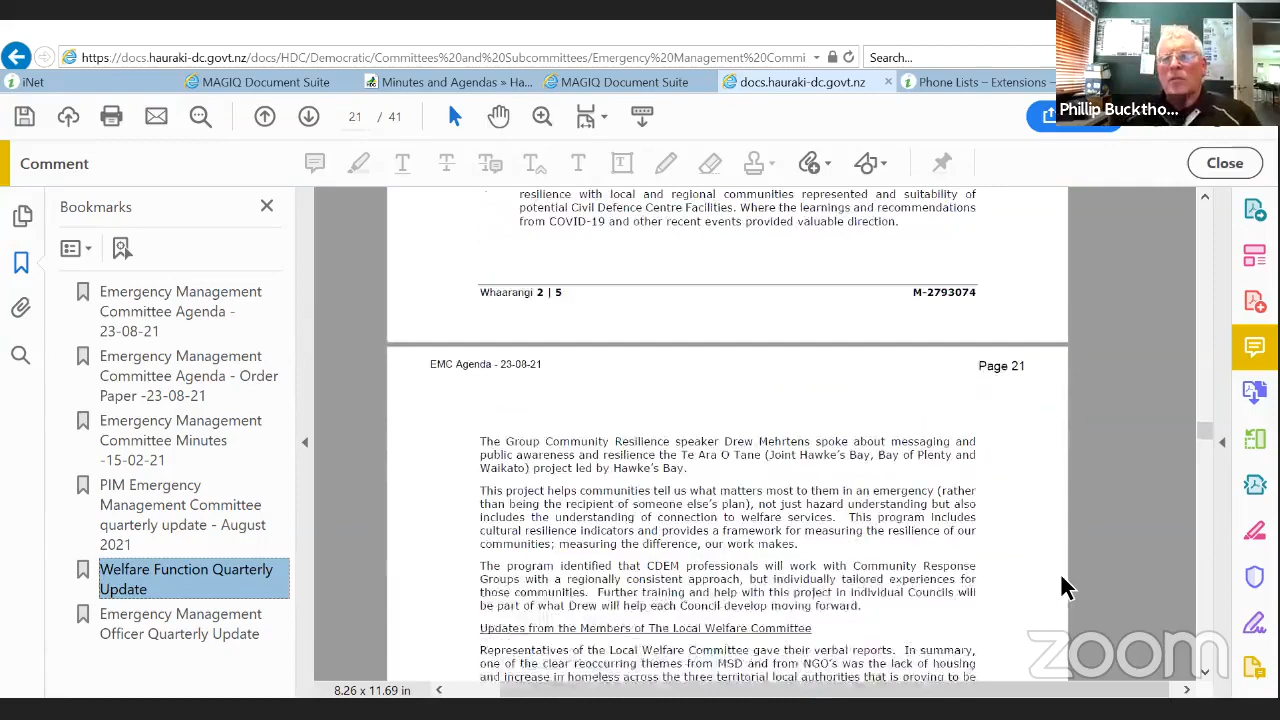 https://docs.hauraki-dc.govt.nz/docs/HDC/Democratic/Committees%20and%20Subcommittees/Emergency%20Management%20Commi
Search...
iNet
MAGIQ Document Suite
Minutes and Agendas » Ha...
MAGIQ Document Suite
docs.hauraki-dc.govt.nz
Phone Lists – Extensions
Phillip Bucktho...
21 / 41
Comment
Close
Bookmarks
Emergency Management
Committee Agenda -
23-08-21
Emergency Management
Committee Agenda - Order
Paper -23-08-21
Emergency Management
Committee Minutes
-15-02-21
PIM Emergency
Management Committee
quarterly update - August
2021
Welfare Function Quarterly
Update
Emergency Management
Officer Quarterly Update
resilience with local and regional communities represented and suitability of
potential Civil Defence Centre Facilities. Where the learnings and recommendations
from COVID-19 and other recent events provided valuable direction.
Whaarangi 2 | 5
M-2793074
EMC Agenda - 23-08-21
Page 21
The Group Community Resilience speaker Drew Mehrtens spoke about messaging and
public awareness and resilience the Te Ara O Tane (Joint Hawke's Bay, Bay of Plenty and
Waikato) project led by Hawke's Bay.
This project helps communities tell us what matters most to them in an emergency (rather
than being the recipient of someone else's plan), not just hazard understanding but also
includes the understanding of connection to welfare services. This program includes
cultural resilience indicators and provides a framework for measuring the resilience of our
communities; measuring the difference, our work makes.
The program identified that CDEM professionals will work with Community Response
Groups with a regionally consistent approach, but individually tailored experiences for
those communities. Further training and help with this project in individual Councils will
be part of what Drew will help each Council develop moving forward.
Updates from the Members of The Local Welfare Committee
Representatives of the Local Welfare Committee gave their verbal reports. In summary,
one of the clear reoccurring themes from MSD and from NGO's was the lack of housing
and increase in homeless across the three territorial local authorities that is proving to be
8.26 x 11.69 in
zoom